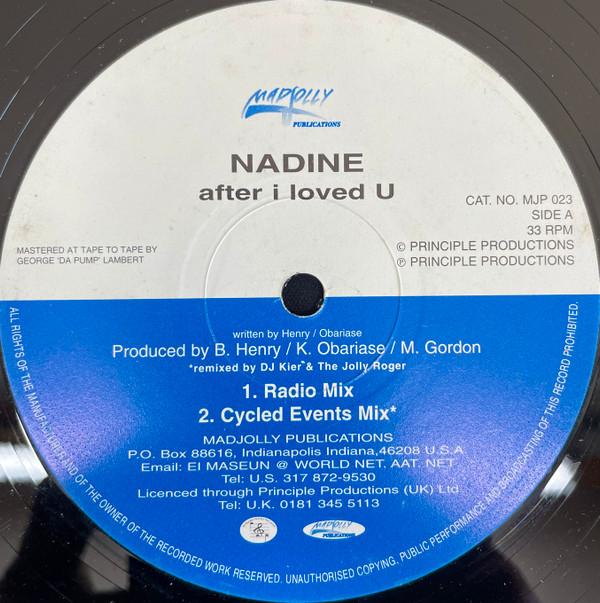 MADJOLLY
PUBLICATIONS
NADINE
after i loved U
CAT. NO. MJP 023
SIDE A
33 RPM
© PRINCIPLE PRODUCTIONS
℗ PRINCIPLE PRODUCTIONS
MASTERED AT TAPE TO TAPE BY
GEORGE 'DA PUMP' LAMBERT
written by Henry / Obariase
Produced by B. Henry / K. Obariase / M. Gordon
*remixed by DJ Kier™& The Jolly Roger
1. Radio Mix
2. Cycled Events Mix*
MADJOLLY PUBLICATIONS
P.O. Box 88616, Indianapolis Indiana,46208 U.S.A
Email: EI MASEUN @ WORLD NET. AAT. NET
Tel: U.S. 317 872-9530
Licenced through Principle Productions (UK) Ltd
Tel: U.K. 0181 345 5113
MADJOLLY
PUBLICATIONS
ALL RIGHTS OF THE MANUFACTURER AND OF THE OWNER OF THE RECORDED WORK RESERVED. UNAUTHORISED COPYING, PUBLIC PERFORMANCE AND BROADCASTING OF THIS RECORD PROHIBITED.